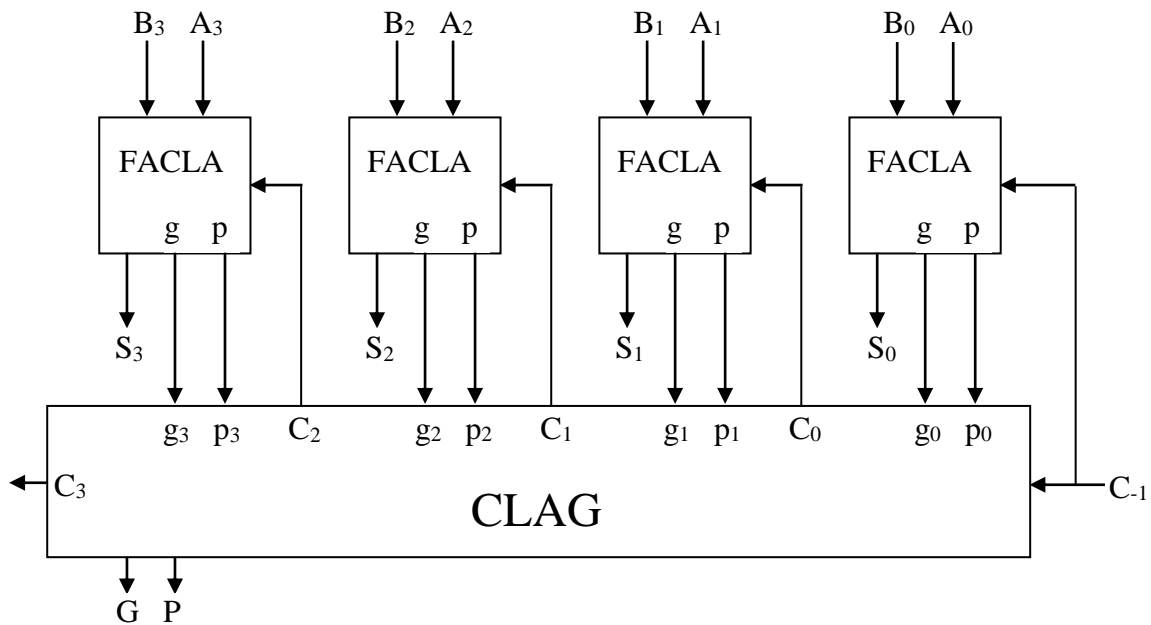 B₃ A₃ B₂ A₂ B₁ A₁ B₀ A₀
FACLA FACLA FACLA FACLA
g p g p g p g p
S₃ S₂ S₁ S₀
g₃ p₃ C₂ g₂ p₂ C₁ g₁ p₁ C₀ g₀ p₀
C₃ C₋₁
CLAG
G P